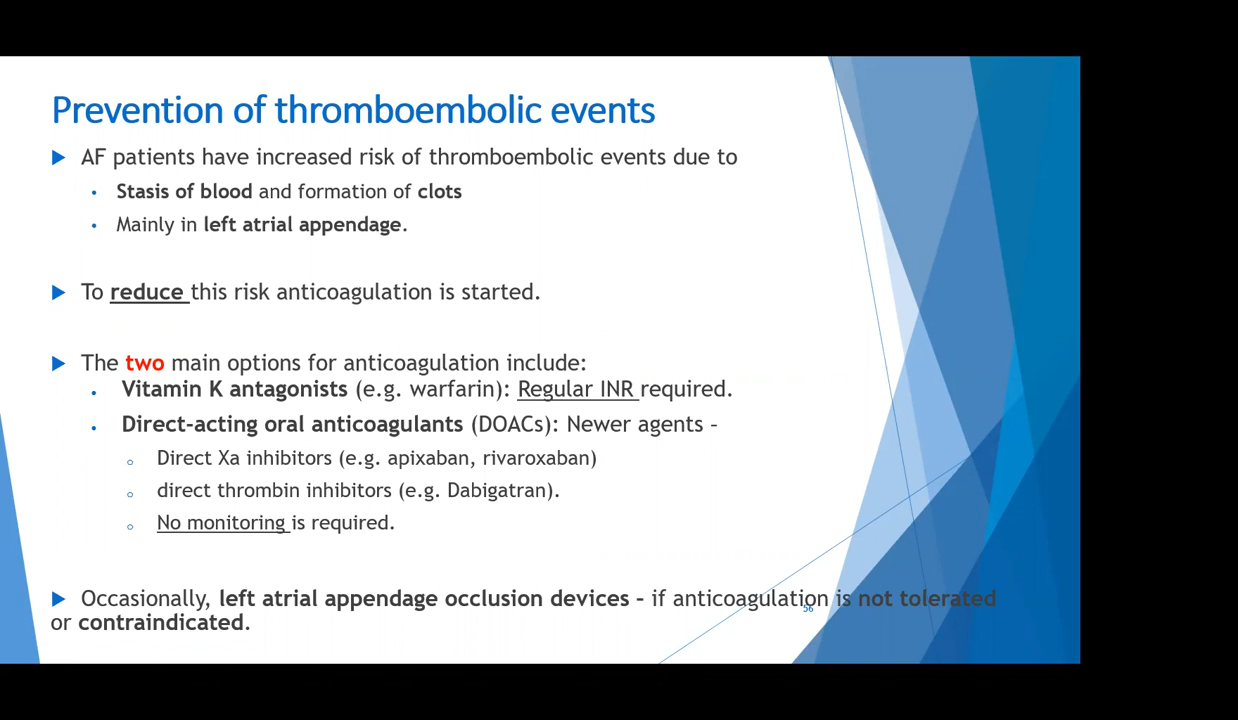 Prevention of thromboembolic events
AF patients have increased risk of thromboembolic events due to
Stasis of blood and formation of clots
Mainly in left atrial appendage.
To reduce this risk anticoagulation is started.
The two main options for anticoagulation include:
Vitamin K antagonists (e.g. warfarin): Regular INR required.
Direct-acting oral anticoagulants (DOACs): Newer agents –
Direct Xa inhibitors (e.g. apixaban, rivaroxaban)
direct thrombin inhibitors (e.g. Dabigatran).
No monitoring is required.
Occasionally, left atrial appendage occlusion devices – if anticoagulation is not tolerated
or contraindicated.
56